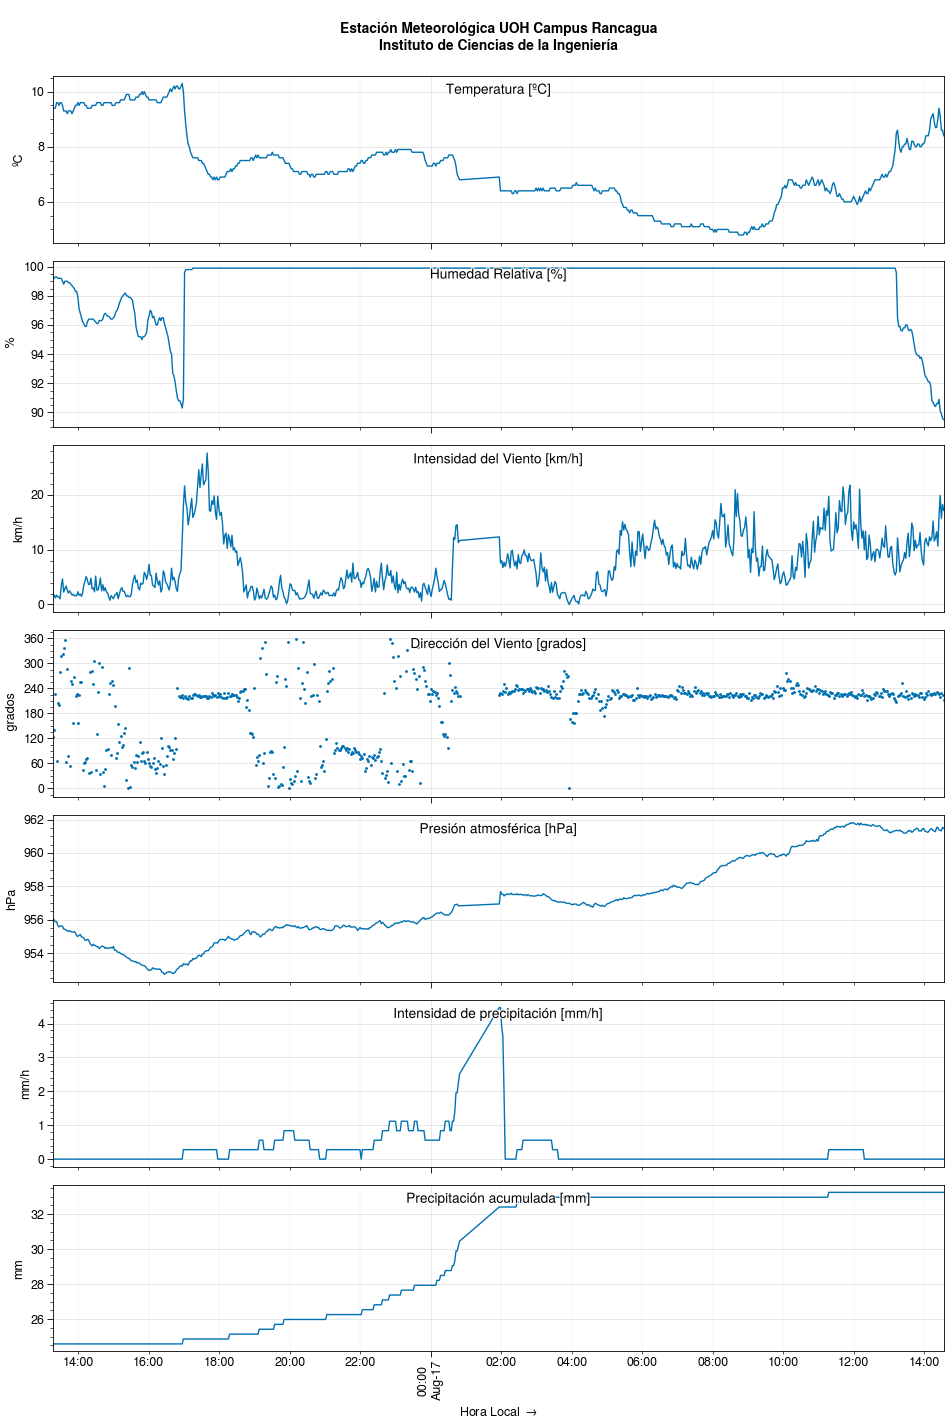 Estación Meteorológica UOH Campus Rancagua
Instituto de Ciencias de la Ingeniería
Temperatura [ºC]
ºC
10
8
6
Humedad Relativa [%]
%
100
98
96
94
92
90
Intensidad del Viento [km/h]
km/h
20
10
0
Dirección del Viento [grados]
grados
360
300
240
180
120
60
0
Presión atmosférica [hPa]
hPa
962
960
958
956
954
Intensidad de precipitación [mm/h]
mm/h
4
3
2
1
0
Precipitación acumulada [mm]
mm
32
30
28
26
14:00 16:00 18:00 20:00 22:00 00:00 02:00 04:00 06:00 08:00 10:00 12:00 14:00
Aug-17
Hora Local →